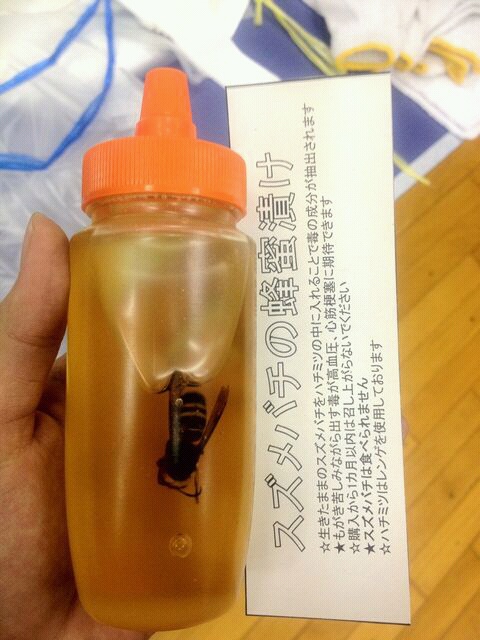 スズメバチの蜂蜜漬け
☆生きたままのスズメバチをハチミツの中に入れることで毒の成分が抽出されます
★もがき苦しみながら出す毒が高血圧、心筋梗塞に期待できます
☆購入から1カ月以内は召し上がらないでください
★スズメバチは食べられません
☆ハチミツはレンゲを使用しております